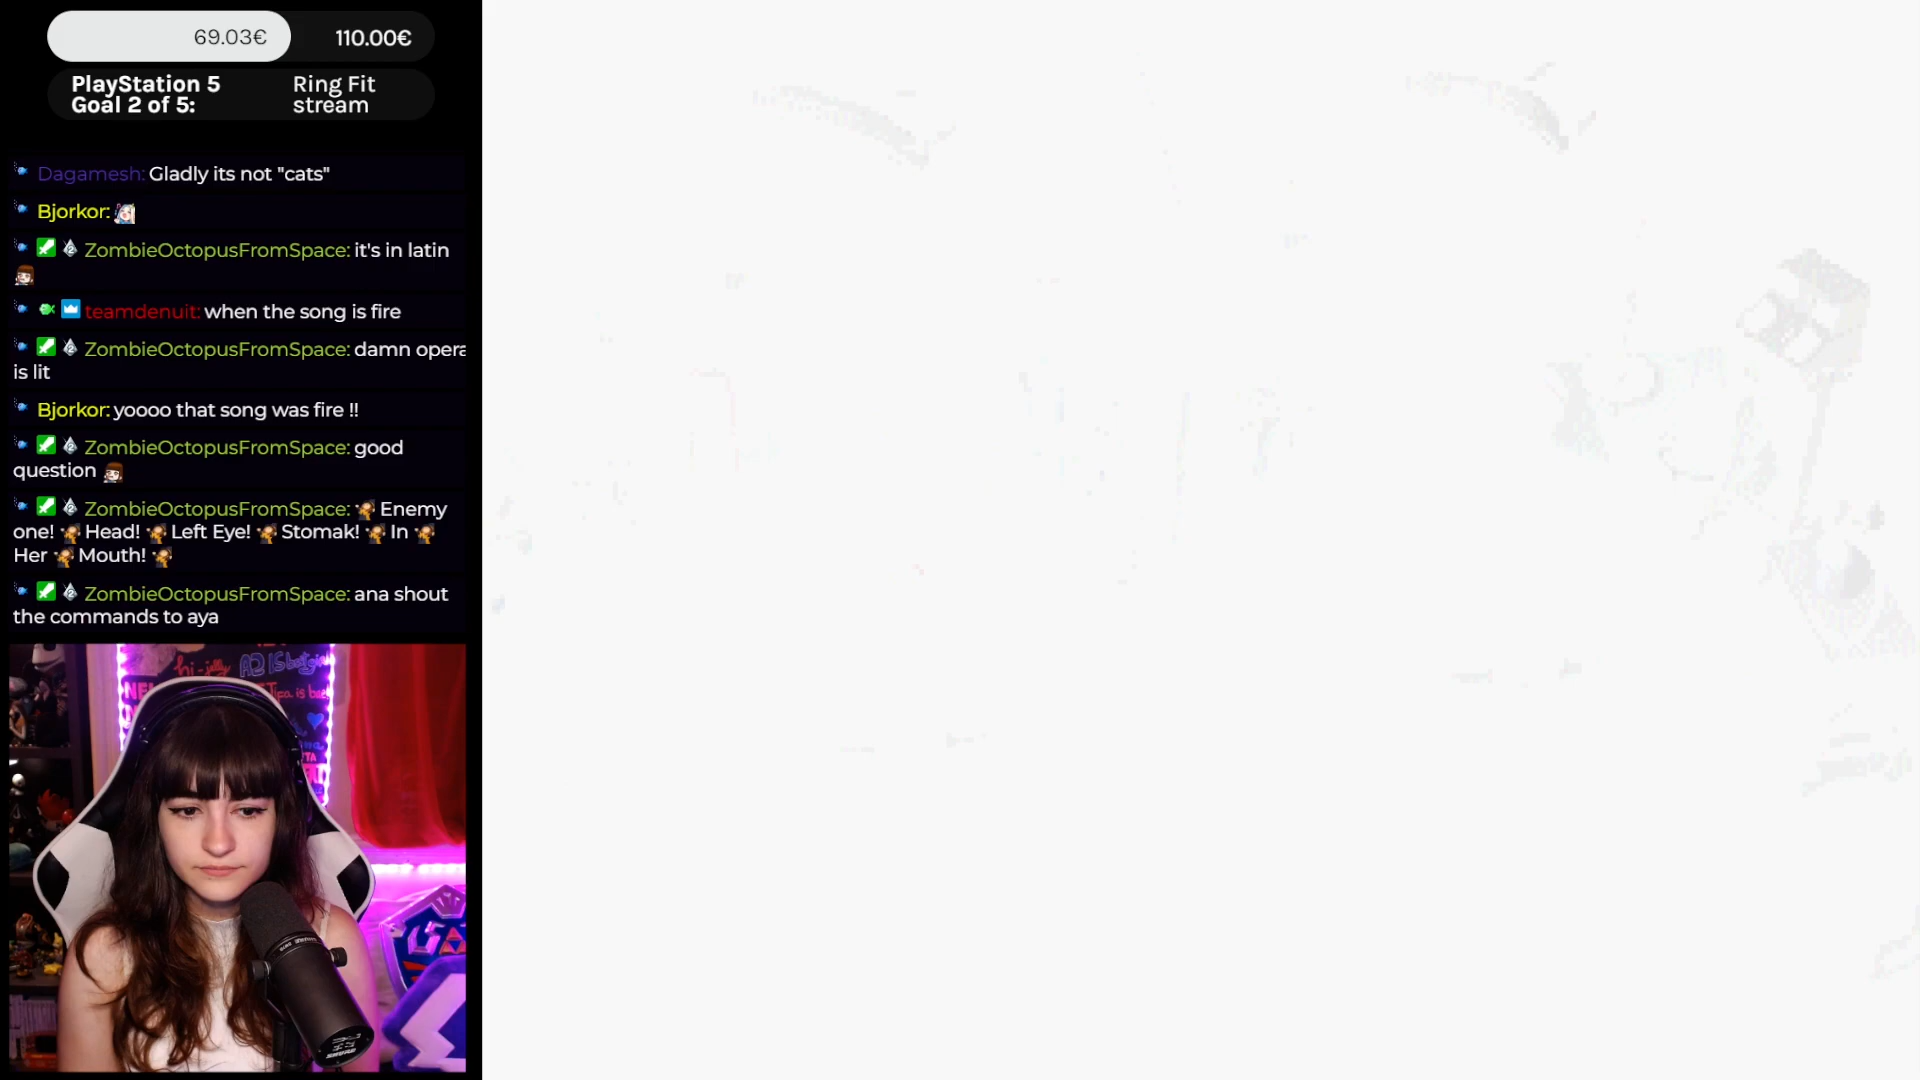 69.03€ 110.00€
PlayStation 5 Ring Fit
Goal 2 of 5: stream
Dagamesh: Gladly its not "cats"
Bjorkor:
ZombieOctopusFromSpace: it's in latin
teamdenuit: when the song is fire
ZombieOctopusFromSpace: damn opera
is lit
Bjorkor: yoooo that song was fire !!
ZombieOctopusFromSpace: good
question
ZombieOctopusFromSpace: Enemy
one! Head! Left Eye! Stomak! In
Her Mouth!
ZombieOctopusFromSpace: ana shout
the commands to aya
hi-jelly